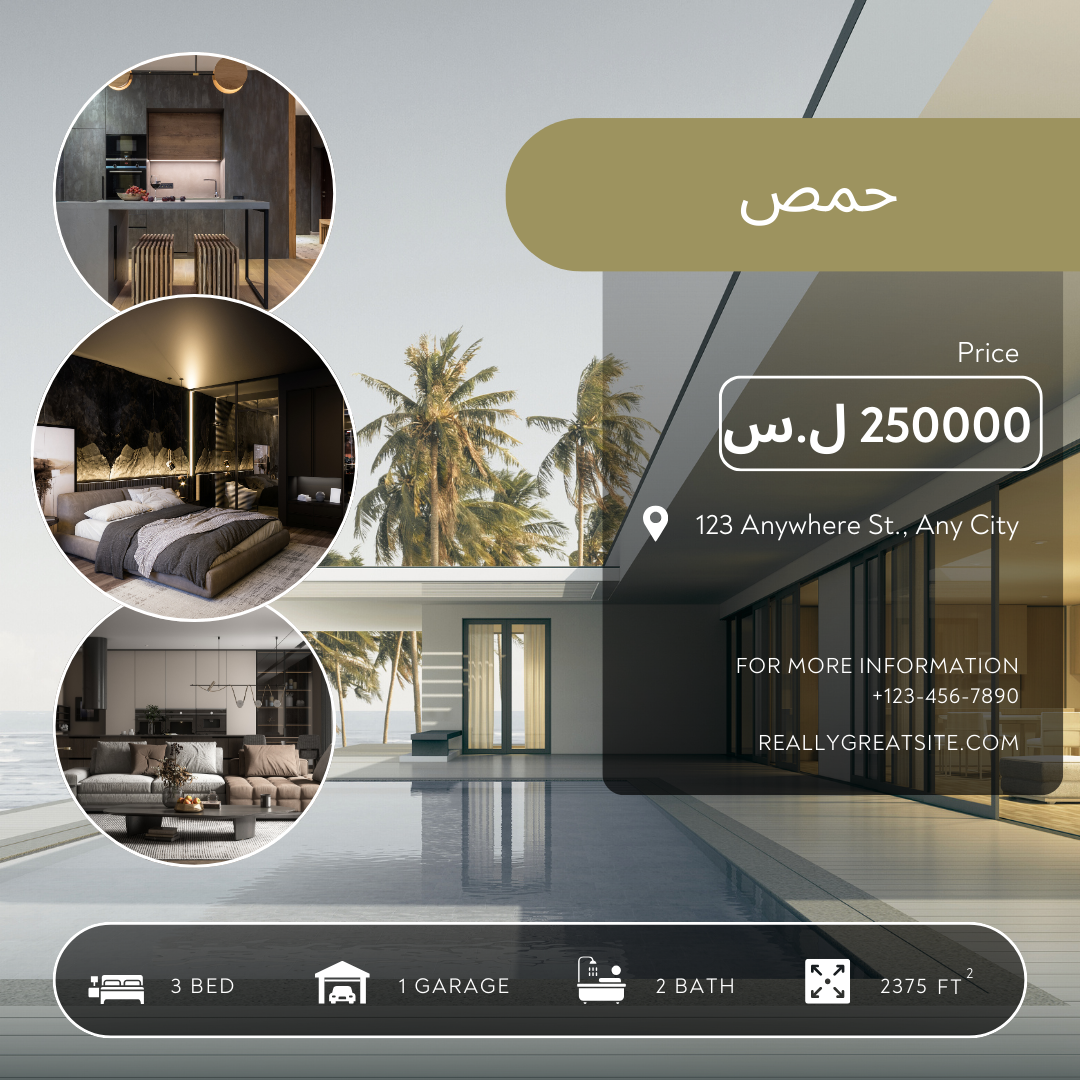 حمص
Price
250000 ل.س
123 Anywhere St., Any City
FOR MORE INFORMATION
+123-456-7890
REALLYGREATSITE.COM
3 BED
1 GARAGE
2 BATH
2375 FT²